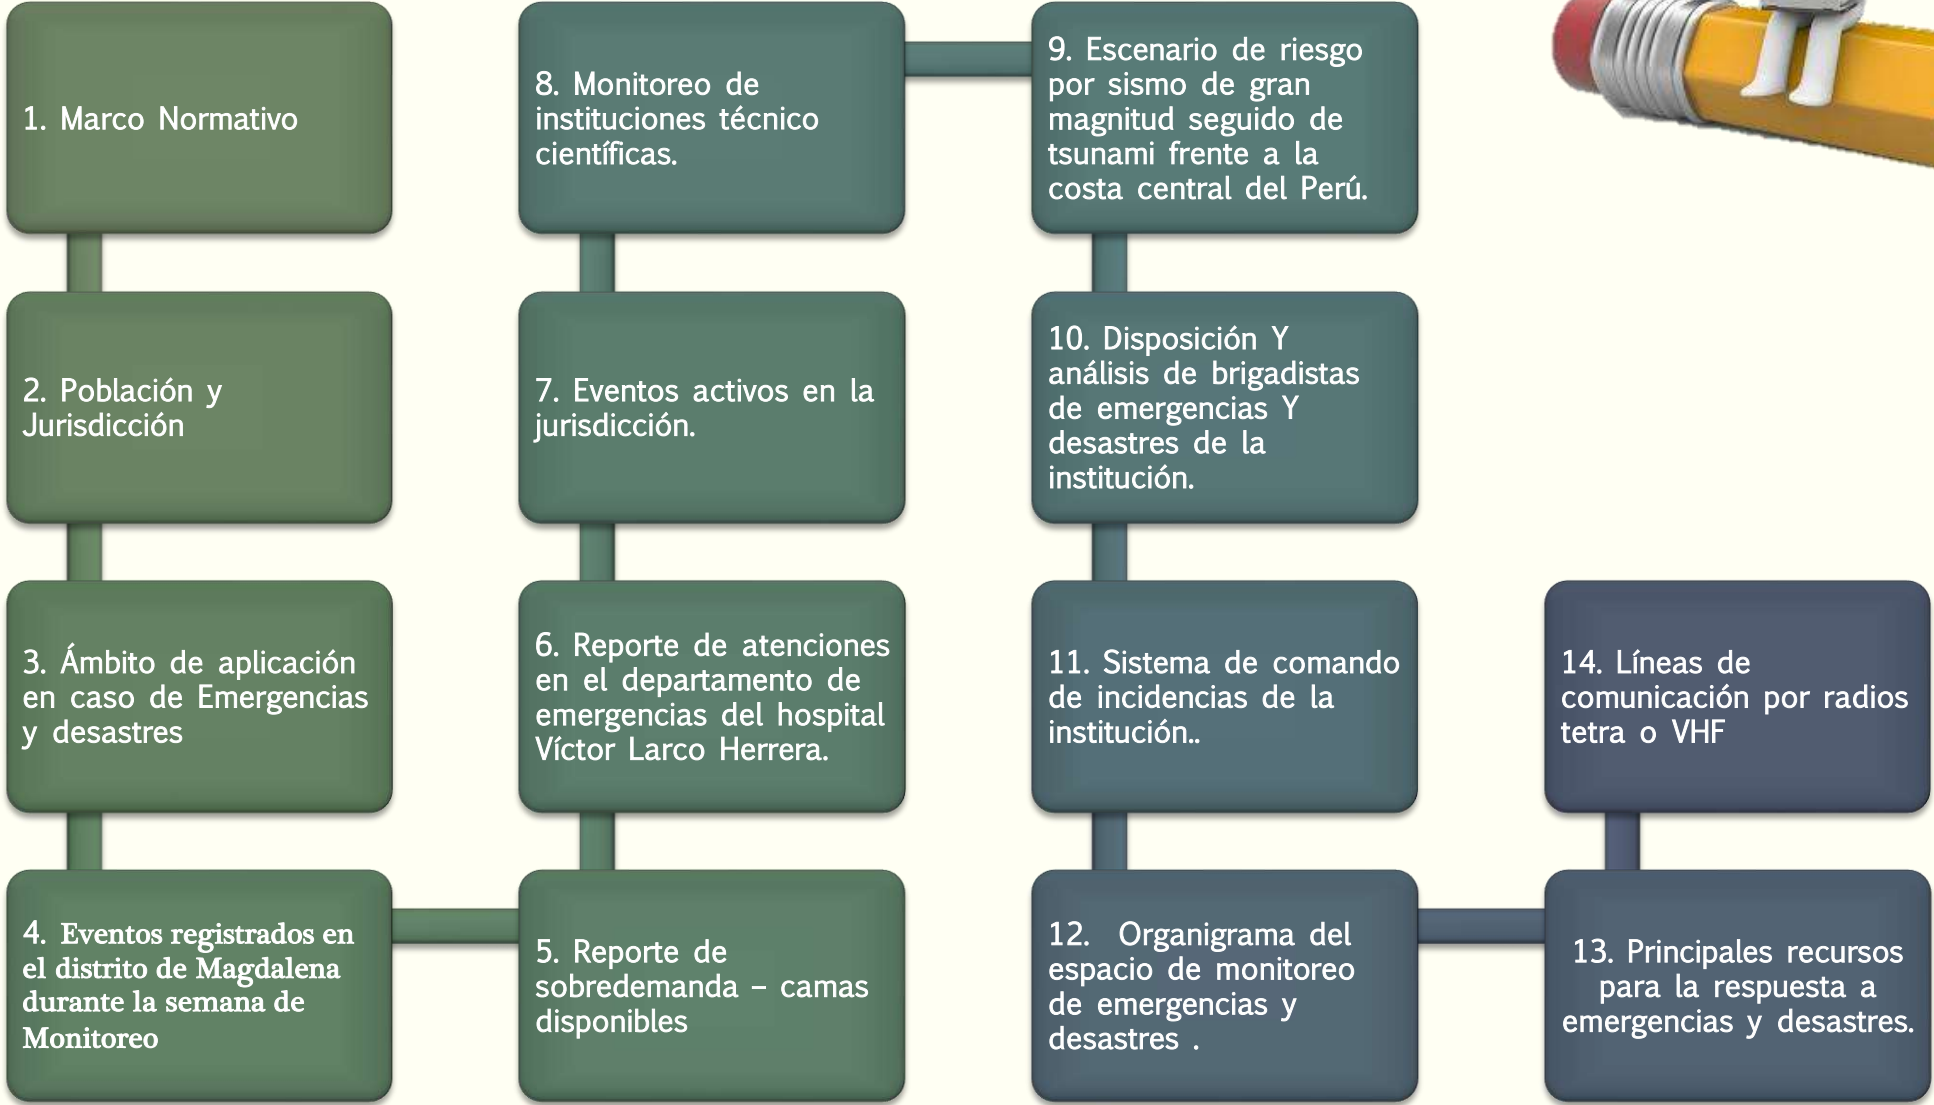 1. Marco Normativo
2. Población y
Jurisdicción
3. Ámbito de aplicación
en caso de Emergencias
y desastres
4. Eventos registrados en
el distrito de Magdalena
durante la semana de
Monitoreo
5. Reporte de
sobredemanda – camas
disponibles
6. Reporte de atenciones
en el departamento de
emergencias del hospital
Víctor Larco Herrera.
7. Eventos activos en la
jurisdicción.
8. Monitoreo de
instituciones técnico
científicas.
9. Escenario de riesgo
por sismo de gran
magnitud seguido de
tsunami frente a la
costa central del Perú.
10. Disposición Y
análisis de brigadistas
de emergencias Y
desastres de la
institución.
11. Sistema de comando
de incidencias de la
institución..
12. Organigrama del
espacio de monitoreo
de emergencias y
desastres .
13. Principales recursos
para la respuesta a
emergencias y desastres.
14. Líneas de
comunicación por radios
tetra o VHF